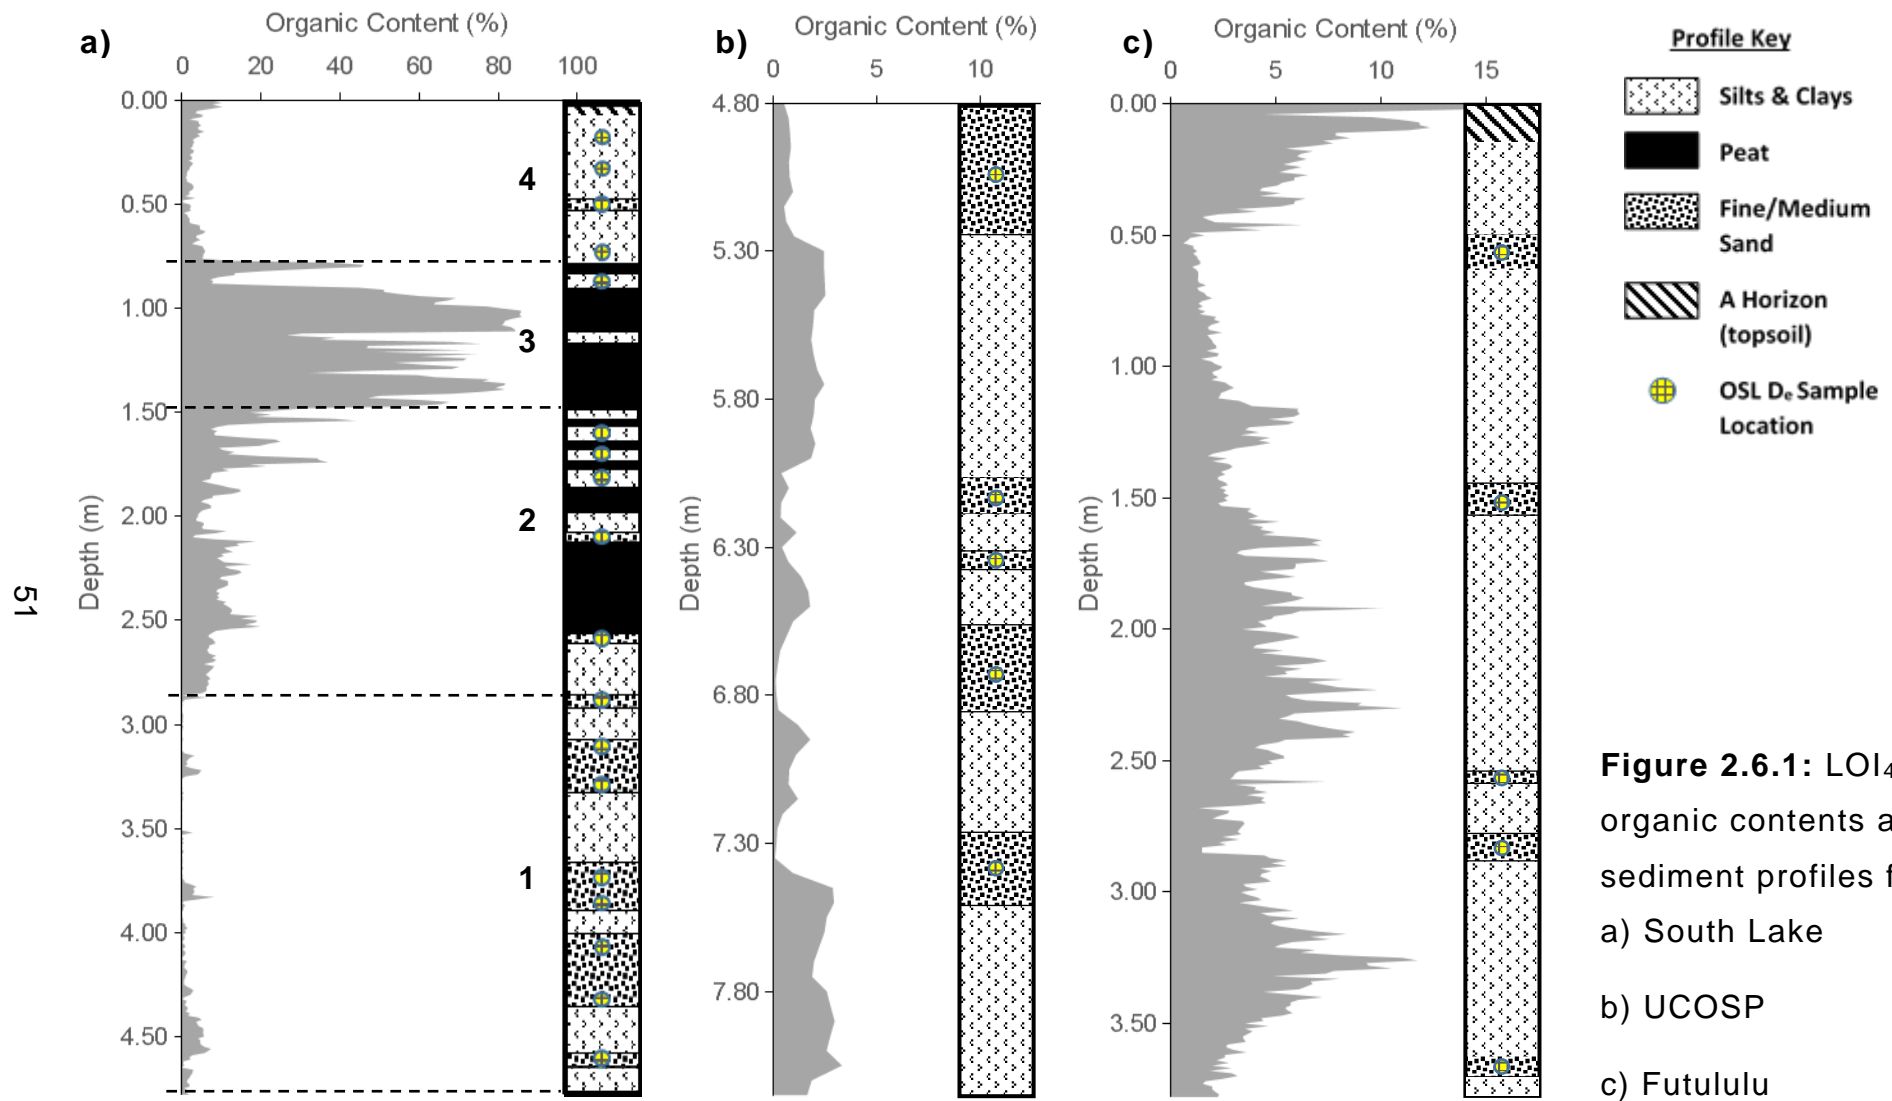 a)
Organic Content (%)
0 20 40 60 80 100
0.00
0.50
1.00
1.50
2.00
2.50
3.00
3.50
4.00
4.50
Depth (m)
4
3
2
1
51
b)
Organic Content (%)
0 5 10
4.80
5.30
5.80
6.30
6.80
7.30
7.80
Depth (m)
c)
Organic Content (%)
0 5 10 15
0.00
0.50
1.00
1.50
2.00
2.50
3.00
3.50
Depth (m)
Profile Key
Silts & Clays
Peat
Fine/Medium
Sand
A Horizon
(topsoil)
OSL Dₑ Sample
Location
Figure 2.6.1: LOI₄
organic contents a
sediment profiles f
a) South Lake
b) UCOSP
c) Futululu